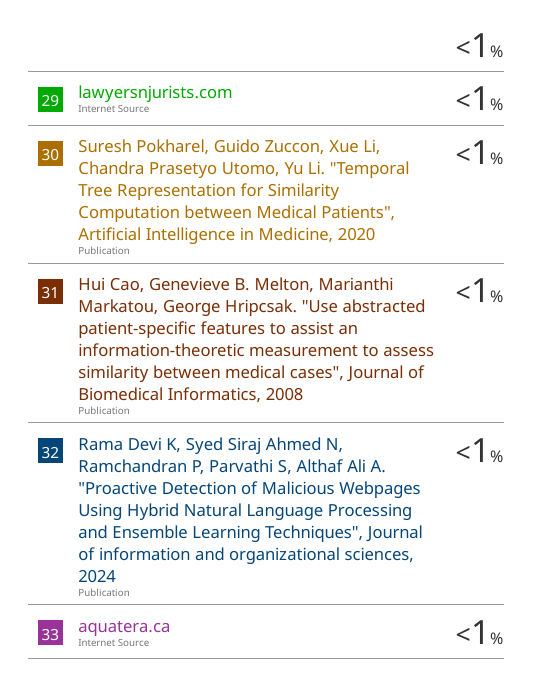 <1%
29
lawyersnjurists.com
Internet Source
<1%
30
Suresh Pokharel, Guido Zuccon, Xue Li,
Chandra Prasetyo Utomo, Yu Li. "Temporal
Tree Representation for Similarity
Computation between Medical Patients",
Artificial Intelligence in Medicine, 2020
Publication
<1%
31
Hui Cao, Genevieve B. Melton, Marianthi
Markatou, George Hripcsak. "Use abstracted
patient-specific features to assist an
information-theoretic measurement to assess
similarity between medical cases", Journal of
Biomedical Informatics, 2008
Publication
<1%
32
Rama Devi K, Syed Siraj Ahmed N,
Ramchandran P, Parvathi S, Althaf Ali A.
"Proactive Detection of Malicious Webpages
Using Hybrid Natural Language Processing
and Ensemble Learning Techniques", Journal
of information and organizational sciences,
2024
Publication
<1%
33
aquatera.ca
Internet Source
<1%